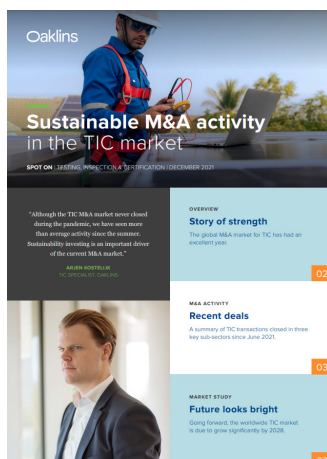 Oaklins
Sustainable M&A activity
in the TIC market
SPOT ON | TESTING, INSPECTION & CERTIFICATION | DECEMBER 2021
"Although the TIC M&A market never closed
during the pandemic, we have seen more
than average activity since the summer.
Sustainability investing is an important driver
of the current M&A market."
ARJEN KOSTELIJK
TIC SPECIALIST, OAKLINS
OVERVIEW
Story of strength
The global M&A market for TIC has had an
excellent year.
02
M&A ACTIVITY
Recent deals
A summary of TIC transactions closed in three
key sub-sectors since June 2021.
03
MARKET STUDY
Future looks bright
Going forward, the worldwide TIC market
is due to grow significantly by 2028.